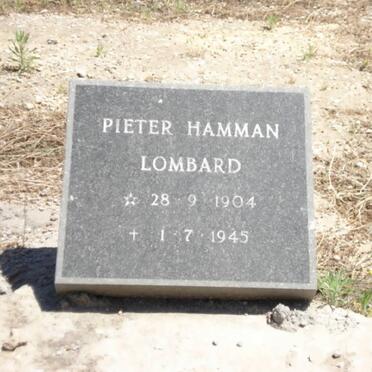 PIETER HAMMAN
LOMBARD
☆ 28 · 9 · 1904
+ 1 · 7 · 1945